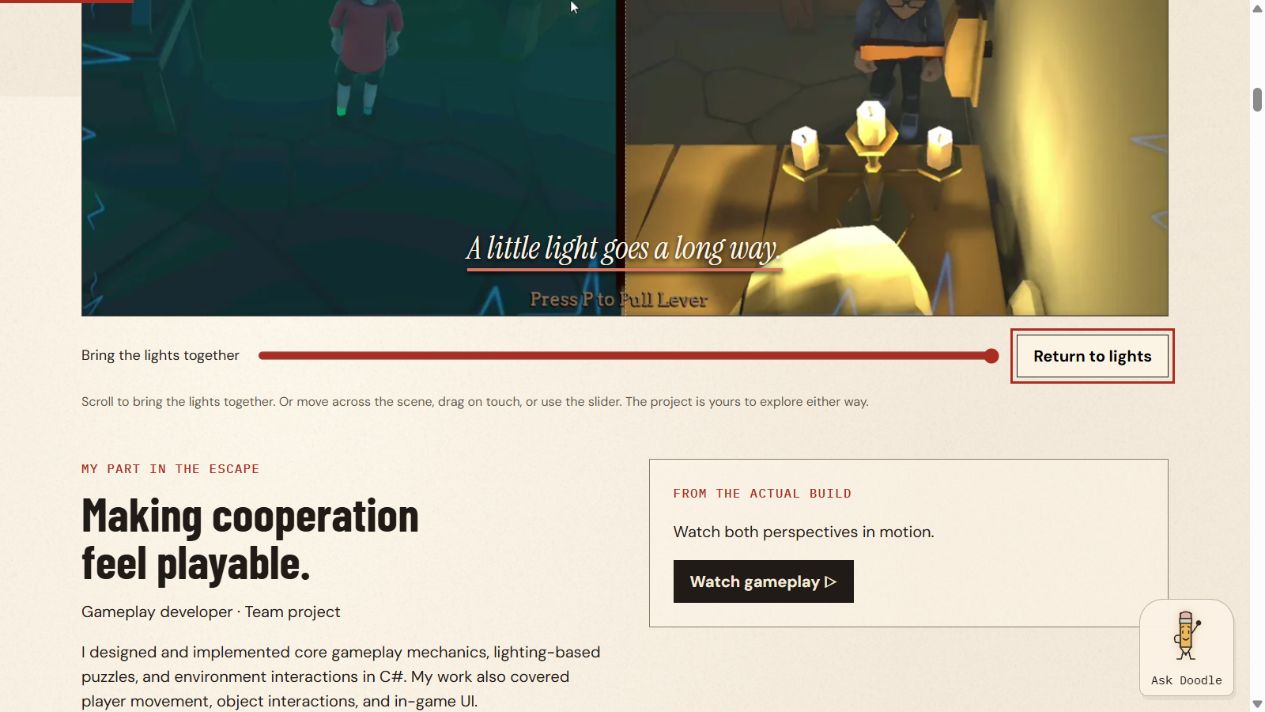 A little light goes a long way.
Press P to Pull Lever
Bring the lights together
Return to lights
Scroll to bring the lights together. Or move across the scene, drag on touch, or use the slider. The project is yours to explore either way.
MY PART IN THE ESCAPE
Making cooperation
feel playable.
Gameplay developer · Team project
I designed and implemented core gameplay mechanics, lighting-based
puzzles, and environment interactions in C#. My work also covered
player movement, object interactions, and in-game UI.
FROM THE ACTUAL BUILD
Watch both perspectives in motion.
Watch gameplay ▷
Ask Doodle